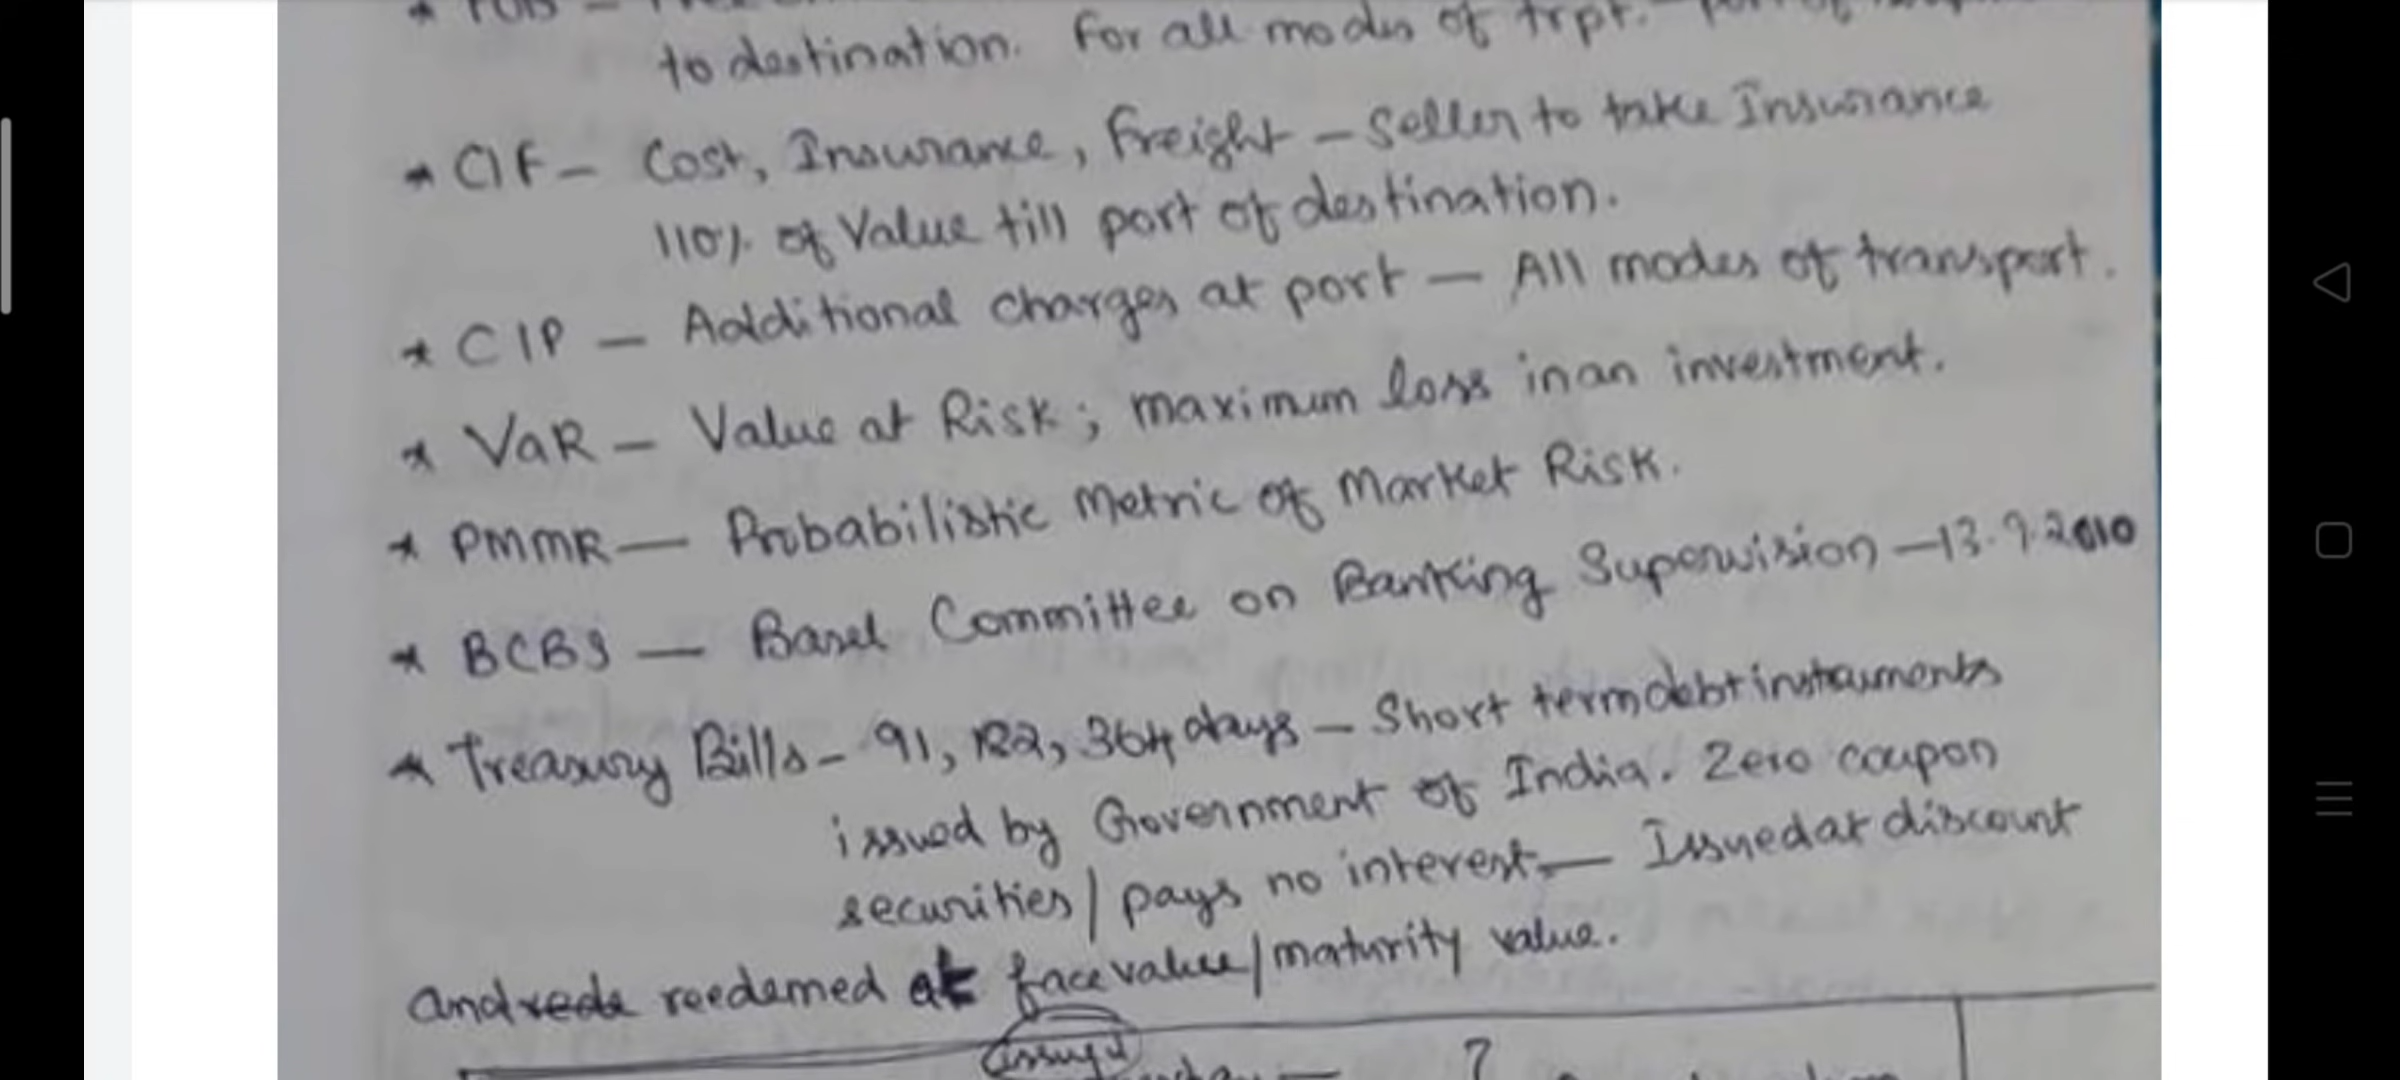 to destination. For all modes of trpt.
* CIF - Cost, Insurance, Freight - Seller to take Insurance
110% of Value till port of destination.
* CIP - Additional charges at port - All modes of transport.
* VaR - Value at Risk; Maximum loss in an investment.
* PMMR - Probabilistic Metric of Market Risk.
* BCBS - Basel Committee on Banking Supervision - 13.9.2010
* Treasury Bills - 91, 182, 364 days - Short term debt instruments
issued by Government of India. Zero coupon
securities / pays no interest - Issued at discount
and reedemed at face value / maturity value.